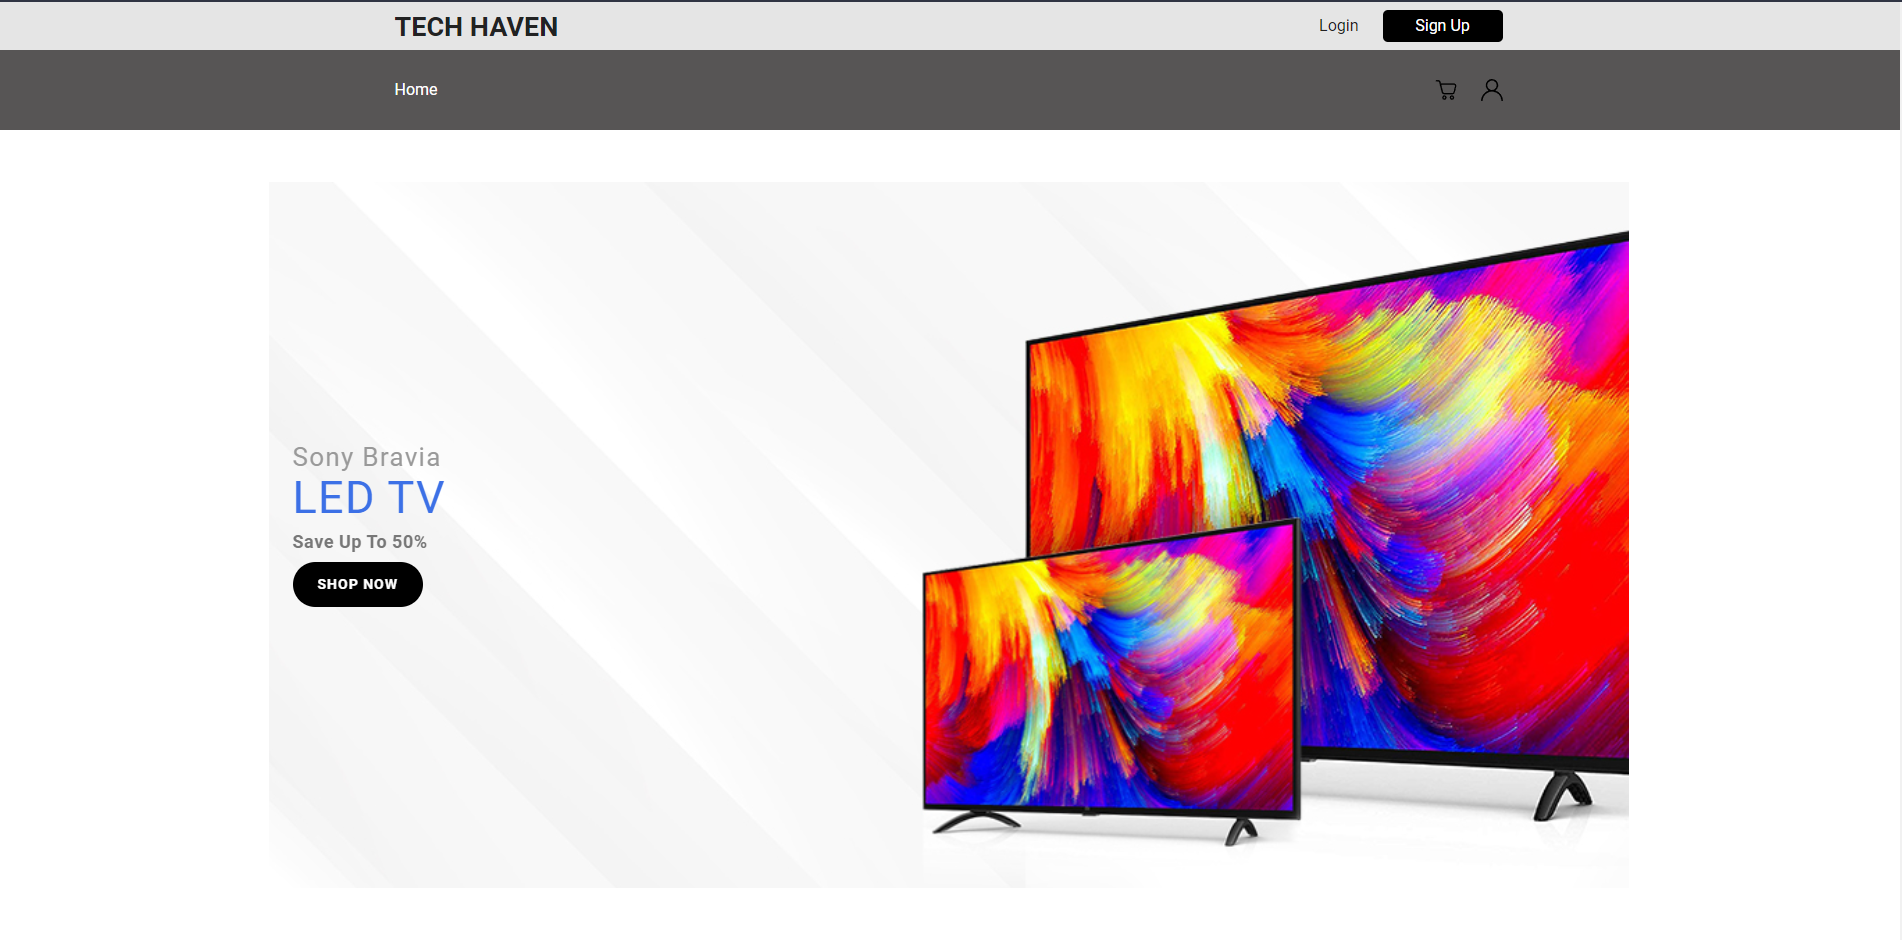 TECH HAVEN
Login
Sign Up
Home
Sony Bravia
LED TV
Save Up To 50%
SHOP NOW